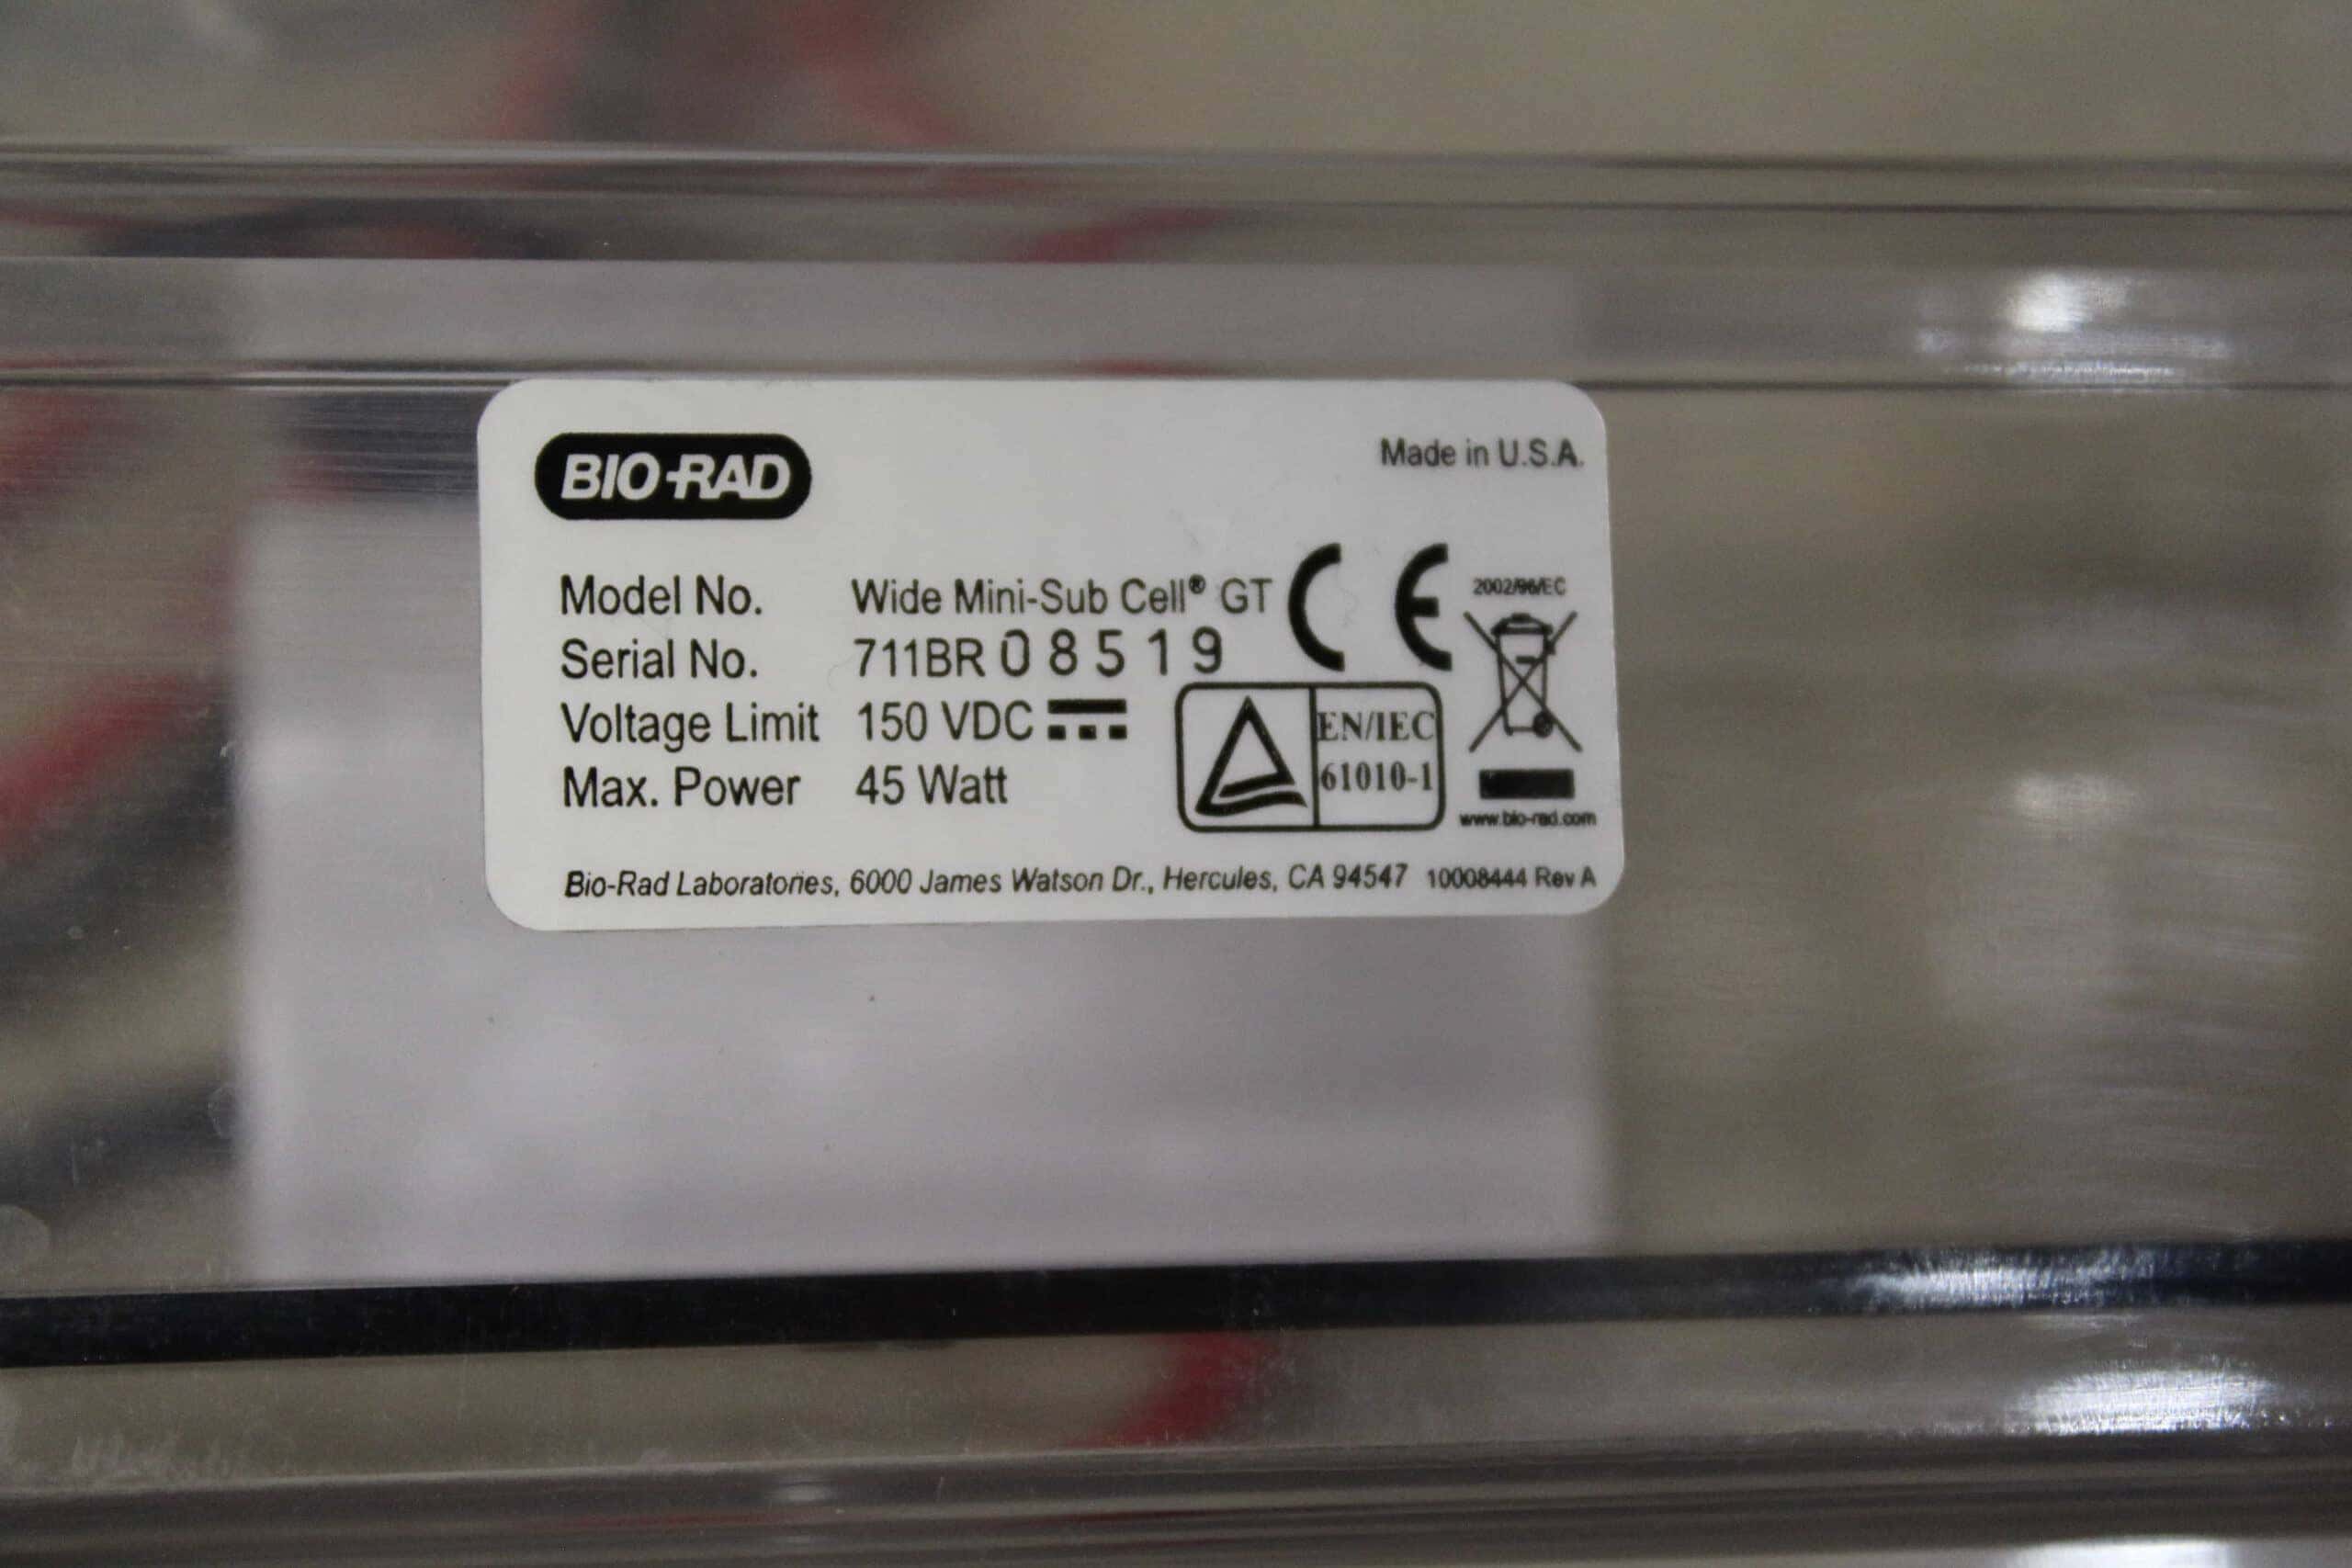 BIO-RAD
Made in U.S.A.
Model No. Wide Mini-Sub Cell® GT
Serial No. 711BR 08519
Voltage Limit 150 VDC
Max. Power 45 Watt
CE
2002/96/EC
EN/IEC
61010-1
www.bio-rad.com
Bio-Rad Laboratories, 6000 James Watson Dr., Hercules, CA 94547 10008444 Rev A